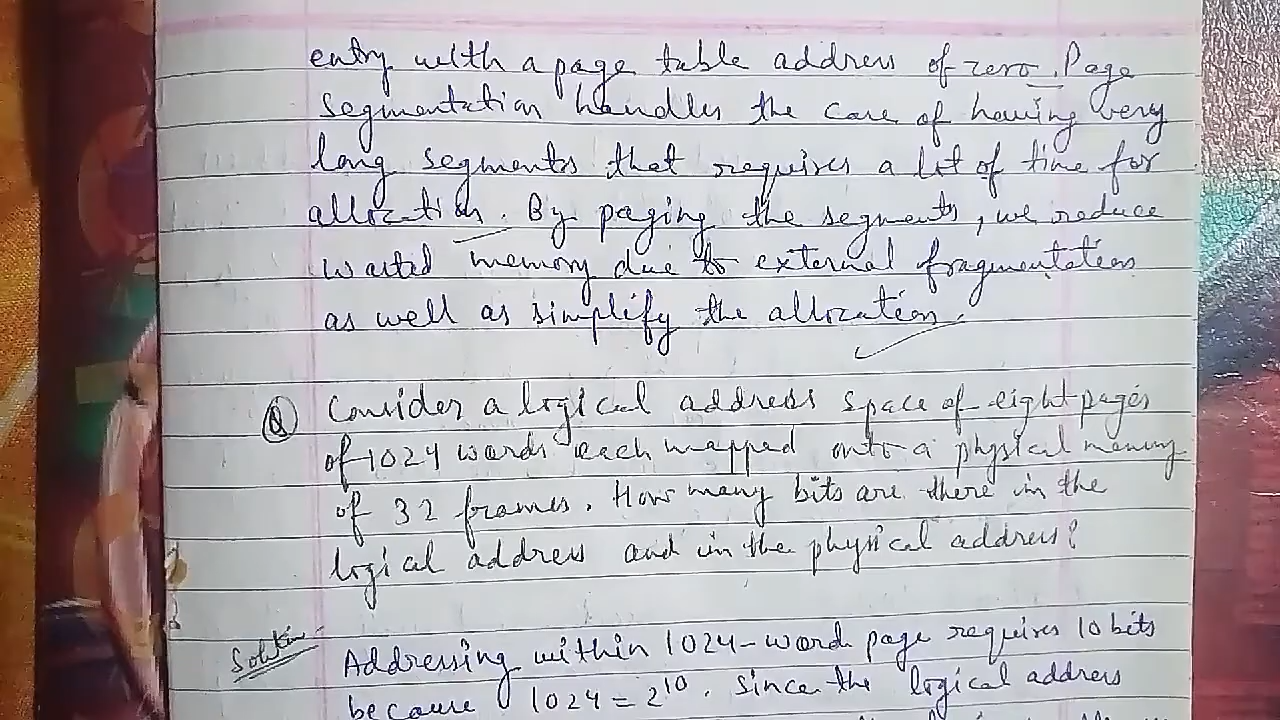 entry with a page table address of zero. Page
segmentation handles the case of having very
long segments that requires a lot of time for
allocation. By paging the segments, we reduce
wasted memory due to external fragmentation
as well as simplify the allocation.
Q Consider a logical address space of eight pages
of 1024 words each mapped onto a physical memory
of 32 frames. How many bits are there in the
logical address and in the physical address?
Solution- Addressing within 1024-word page requires 10 bits
because 1024 = 2^10. Since the logical address